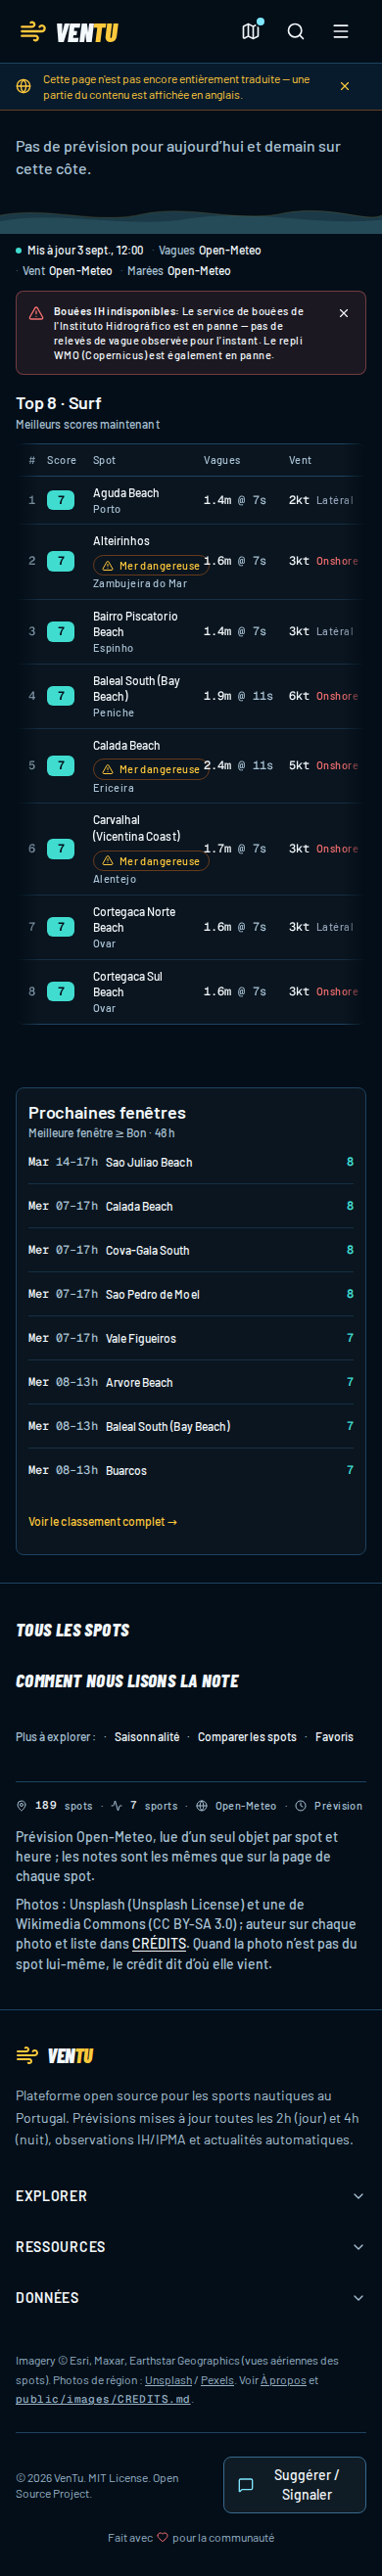 VENTU
Cette page n'est pas encore entièrement traduite — une
partie du contenu est affichée en anglais.
Pas de prévision pour aujourd'hui et demain sur
cette côte.
Mis à jour 3 sept., 12:00 · Vagues Open-Meteo
· Vent Open-Meteo · Marées Open-Meteo
Bouées IH indisponibles: Le service de bouées de
l'Instituto Hidrográfico est en panne — pas de
relevés de vague observée pour l'instant. Le repli
WMO (Copernicus) est également en panne.
Top 8 · Surf
Meilleurs scores maintenant
# Score Spot Vagues Vent
1 7 Aguda Beach 1.4m @ 7s 2kt Latéral
Porto
2 7 Alteirinhos 1.6m @ 7s 3kt Onshore
Mer dangereuse
Zambujeira do Mar
3 7 Bairro Piscatorio
Beach 1.4m @ 7s 3kt Latéral
Espinho
4 7 Baleal South (Bay
Beach) 1.9m @ 11s 6kt Onshore
Peniche
5 7 Calada Beach 2.4m @ 11s 5kt Onshore
Mer dangereuse
Ericeira
6 7 Carvalhal
(Vicentina Coast) 1.7m @ 7s 3kt Onshore
Mer dangereuse
Alentejo
7 7 Cortegaca Norte
Beach 1.6m @ 7s 3kt Latéral
Ovar
8 7 Cortegaca Sul
Beach 1.6m @ 7s 3kt Onshore
Ovar
Prochaines fenêtres
Meilleure fenêtre ≥ Bon · 48 h
Mar 14–17h Sao Juliao Beach 8
Mer 07–17h Calada Beach 8
Mer 07–17h Cova-Gala South 8
Mer 07–17h Sao Pedro de Moel 8
Mer 07–17h Vale Figueiros 7
Mer 08–13h Arvore Beach 7
Mer 08–13h Baleal South (Bay Beach) 7
Mer 08–13h Buarcos 7
Voir le classement complet →
TOUS LES SPOTS
COMMENT NOUS LISONS LA NOTE
Plus à explorer : · Saisonnalité · Comparer les spots · Favoris
189 spots · 7 sports · Open-Meteo · Prévision
Prévision Open-Meteo, lue d'un seul objet par spot et
heure ; les notes sont les mêmes que sur la page de
chaque spot.
Photos : Unsplash (Unsplash License) et une de
Wikimedia Commons (CC BY-SA 3.0) ; auteur sur chaque
photo et liste dans CRÉDITS. Quand la photo n'est pas du
spot lui-même, le crédit dit d'où elle vient.
VENTU
Plateforme open source pour les sports nautiques au
Portugal. Prévisions mises à jour toutes les 2h (jour) et 4h
(nuit), observations IH/IPMA et actualités automatiques.
EXPLORER
RESSOURCES
DONNÉES
Imagery © Esri, Maxar, Earthstar Geographics (vues aériennes des
spots). Photos de région : Unsplash / Pexels. Voir À propos et
public/images/CREDITS.md.
© 2026 VenTu. MIT License. Open
Source Project.
Suggérer /
Signaler
Fait avec pour la communauté